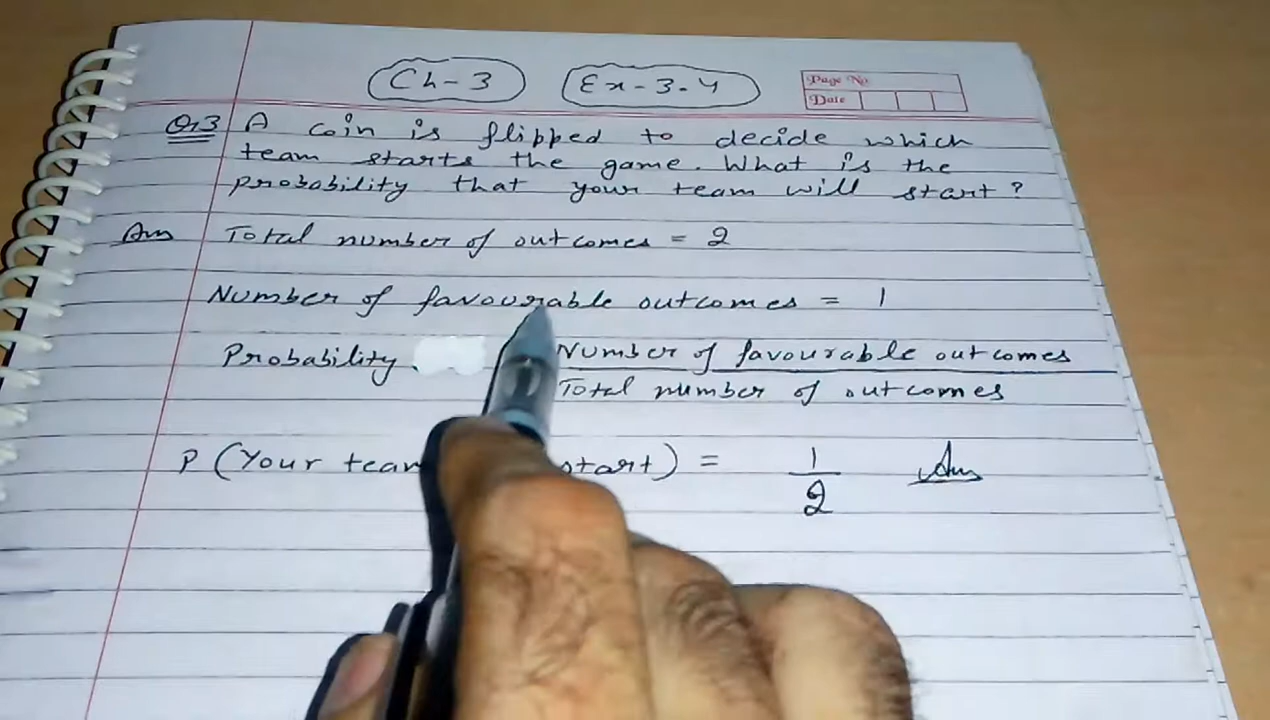 Ch-3 Ex-3.4
Page No
Date
Q.3 A coin is flipped to decide which
team starts the game. What is the
probability that your team will start?
Ans Total number of outcomes = 2
Number of favourable outcomes = 1
Probability. Number of favourable outcomes
Total number of outcomes
P (Your start) = 1/2 Ans